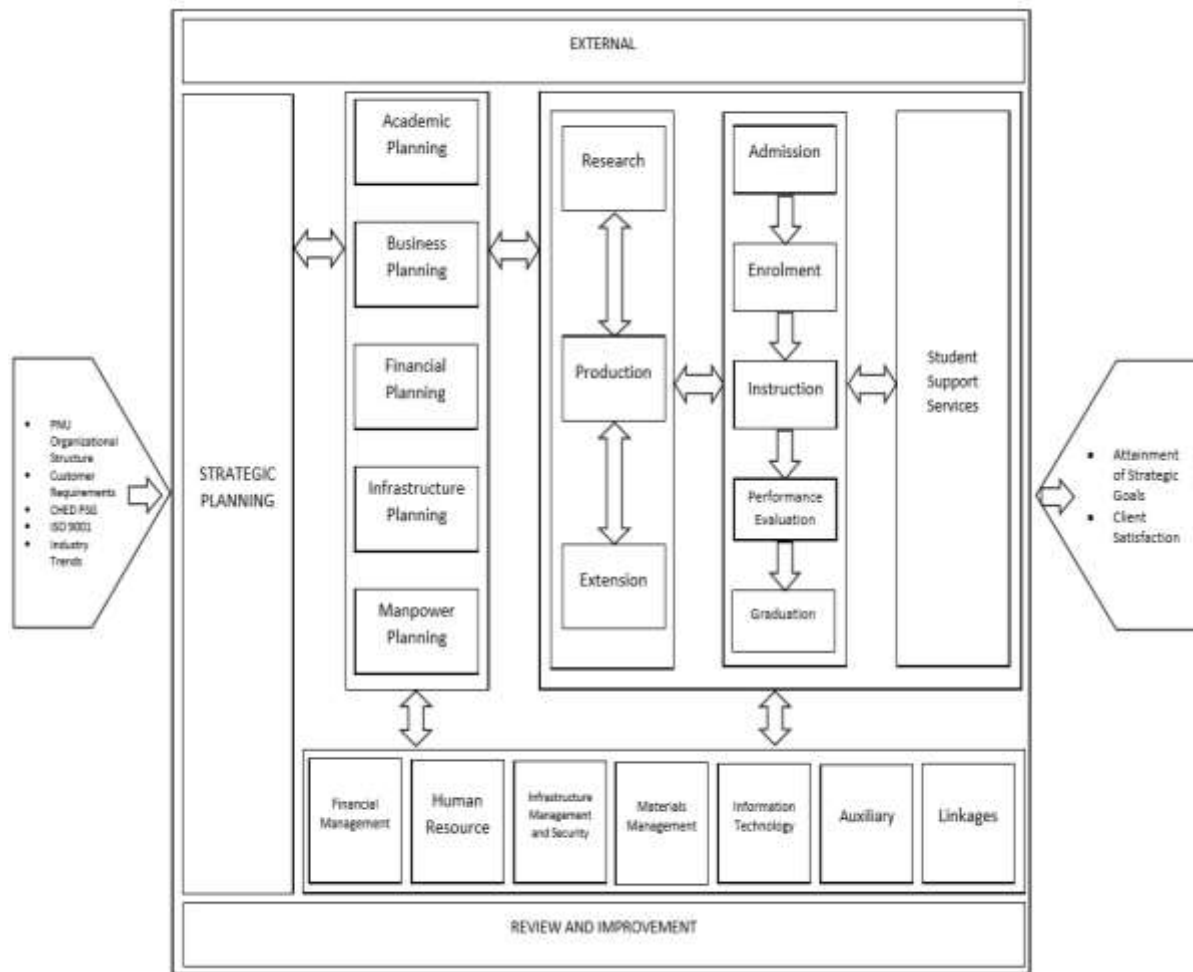 EXTERNAL
Academic
Planning
Business
Planning
Financial
Planning
Infrastructure
Planning
Manpower
Planning
Research
Production
Extension
Admission
Enrolment
Instruction
Performance
Evaluation
Graduation
Student
Support
Services
STRATEGIC
PLANNING
• PNU
Organizational
Structure
• Customer
Requirements
• CHED PSG
• ISO 9001
• Industry
Trends
▪ Attainment
of Strategic
Goals
▪ Client
Satisfaction
Financial
Management
Human
Resource
Infrastructure
Management
and Security
Materials
Management
Information
Technology
Auxiliary
Linkages
REVIEW AND IMPROVEMENT